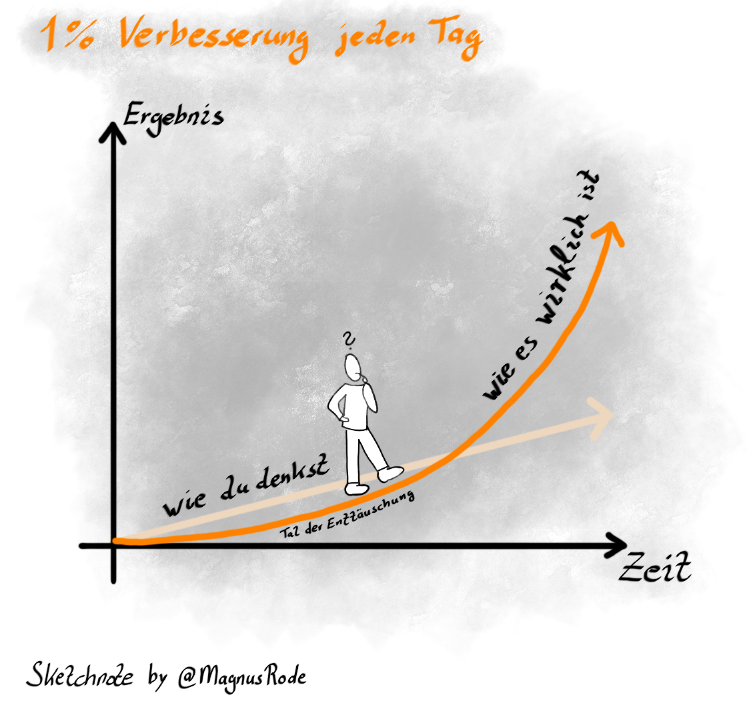 1% Verbesserung jeden Tag
Ergebnis
wie es wirklich ist
?
wie du denkst
Tal der Enttäuschung
Zeit
Sketchnote by @MagnusRode